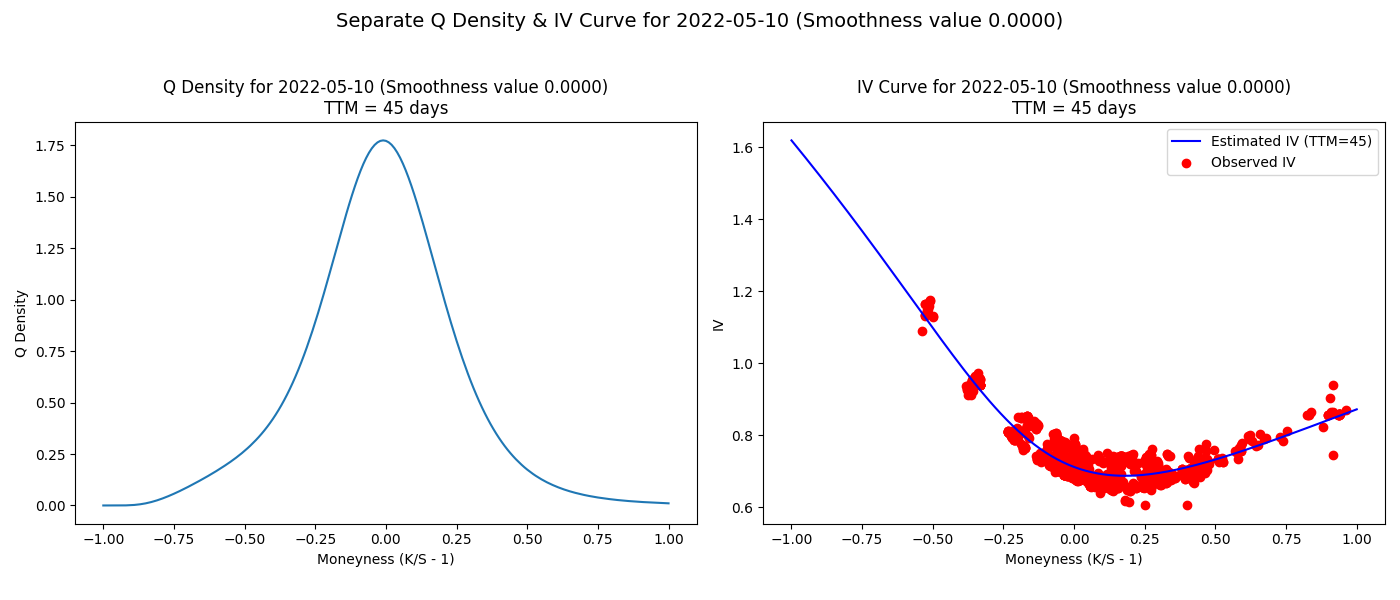 Separate Q Density & IV Curve for 2022-05-10 (Smoothness value 0.0000)
Q Density for 2022-05-10 (Smoothness value 0.0000)
TTM = 45 days
1.75
1.50
1.25
1.00
0.75
0.50
0.25
0.00
Q Density
−1.00 −0.75 −0.50 −0.25 0.00 0.25 0.50 0.75 1.00
Moneyness (K/S - 1)
IV Curve for 2022-05-10 (Smoothness value 0.0000)
TTM = 45 days
Estimated IV (TTM=45)
Observed IV
1.6
1.4
1.2
1.0
0.8
0.6
IV
−1.00 −0.75 −0.50 −0.25 0.00 0.25 0.50 0.75 1.00
Moneyness (K/S - 1)